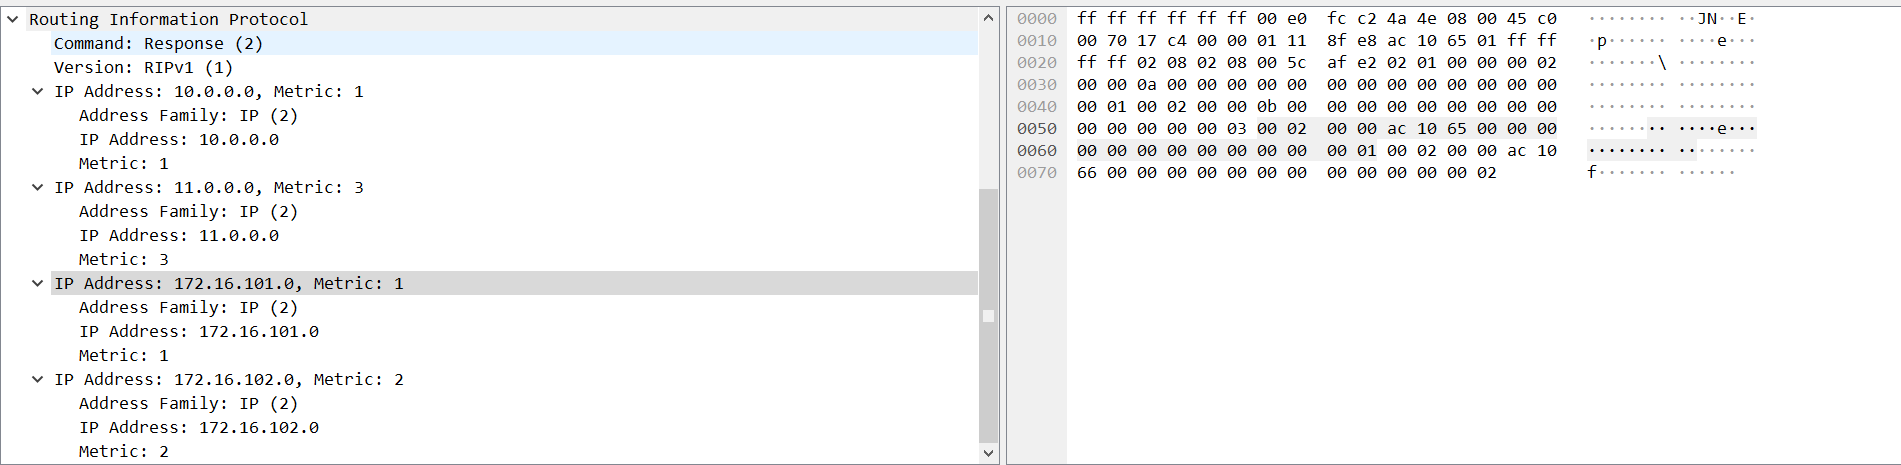 Routing Information Protocol
Command: Response (2)
Version: RIPv1 (1)
IP Address: 10.0.0.0, Metric: 1
Address Family: IP (2)
IP Address: 10.0.0.0
Metric: 1
IP Address: 11.0.0.0, Metric: 3
Address Family: IP (2)
IP Address: 11.0.0.0
Metric: 3
IP Address: 172.16.101.0, Metric: 1
Address Family: IP (2)
IP Address: 172.16.101.0
Metric: 1
IP Address: 172.16.102.0, Metric: 2
Address Family: IP (2)
IP Address: 172.16.102.0
Metric: 2
0000 ff ff ff ff ff ff 00 e0 fc c2 4a 4e 08 00 45 c0 ········ ··JN··E·
0010 00 70 17 c4 00 00 01 11 8f e8 ac 10 65 01 ff ff ·p······ ····e···
0020 ff ff 02 08 02 08 00 5c af e2 02 01 00 00 00 02 ·······\ ········
0030 00 00 0a 00 00 00 00 00 00 00 00 00 00 00 00 00 ········ ········
0040 00 01 00 02 00 00 0b 00 00 00 00 00 00 00 00 00 ········ ········
0050 00 00 00 00 00 03 00 02 00 00 ac 10 65 00 00 00 ········ ····e···
0060 00 00 00 00 00 00 00 00 00 01 00 02 00 00 ac 10 ········ ········
0070 66 00 00 00 00 00 00 00 00 00 00 00 00 02 f······· ······